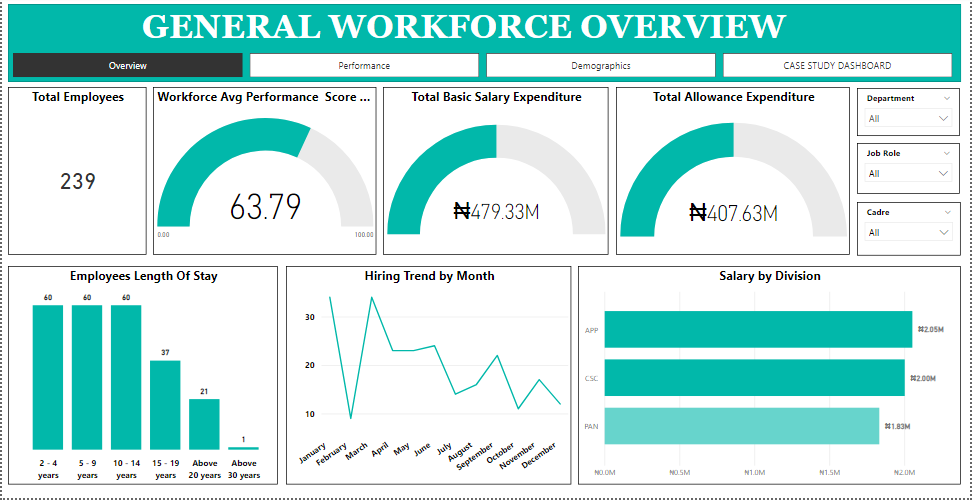 GENERAL WORKFORCE OVERVIEW
Overview
Performance
Demographics
CASE STUDY DASHBOARD
Total Employees
239
Workforce Avg Performance Score ...
63.79
0.00
100.00
Total Basic Salary Expenditure
₦479.33M
Total Allowance Expenditure
₦407.63M
Department
All
Job Role
All
Cadre
All
Employees Length Of Stay
60
60
60
37
21
1
2 - 4
years
5 - 9
years
10 - 14
years
15 - 19
years
Above
20 years
Above
30 years
Hiring Trend by Month
30
20
10
January
February
March
April
May
June
July
August
September
October
November
December
Salary by Division
APP
₦2.05M
CSC
₦2.00M
PAN
₦1.83M
₦0.0M
₦0.5M
₦1.0M
₦1.5M
₦2.0M